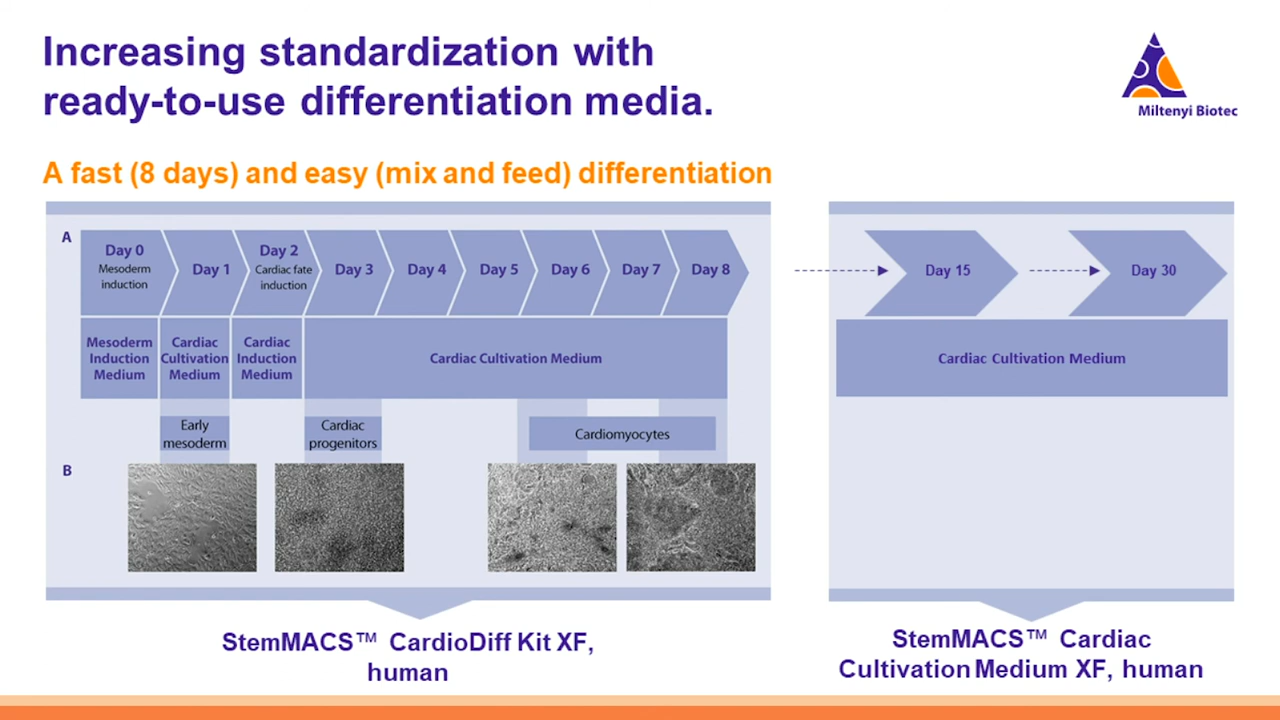 Increasing standardization with
ready-to-use differentiation media.
Miltenyi Biotec
A fast (8 days) and easy (mix and feed) differentiation
A
Day 0
Mesoderm
induction
Day 1
Day 2
Cardiac fate
induction
Day 3
Day 4
Day 5
Day 6
Day 7
Day 8
Mesoderm
Induction
Medium
Cardiac
Cultivation
Medium
Cardiac
Induction
Medium
Cardiac Cultivation Medium
Early
mesoderm
Cardiac
progenitors
Cardiomyocytes
B
StemMACS™ CardioDiff Kit XF,
human
Day 15
Day 30
Cardiac Cultivation Medium
StemMACS™ Cardiac
Cultivation Medium XF, human